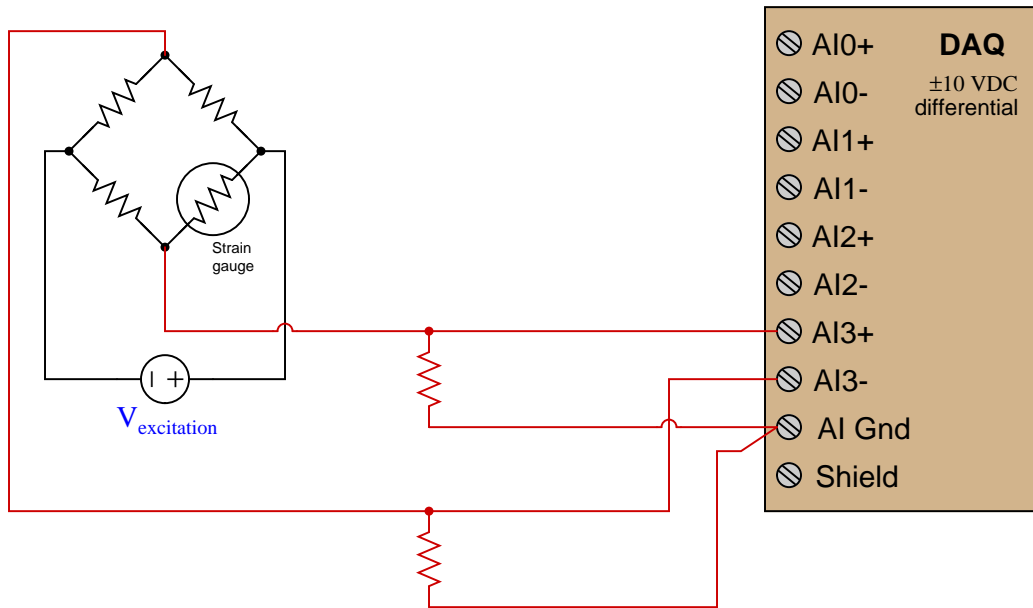 AI0+
DAQ
AI0-
±10 VDC
differential
AI1+
AI1-
AI2+
AI2-
AI3+
AI3-
AI Gnd
Shield
Strain
gauge
Vexcitation